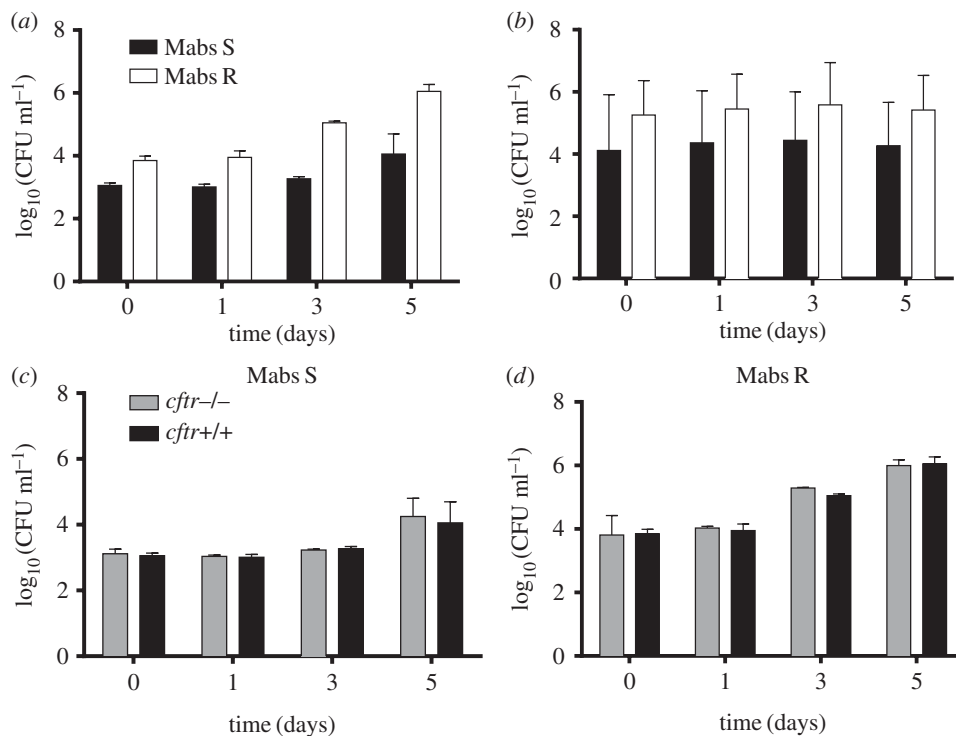 (a)
8
6
4
2
0
log10(CFU ml−1)
Mabs S
Mabs R
0 1 3 5
time (days)
(b)
8
6
4
2
0
log10(CFU ml−1)
0 1 3 5
time (days)
(c) Mabs S
8
6
4
2
0
log10(CFU ml−1)
cftr–/–
cftr+/+
0 1 3 5
time (days)
(d) Mabs R
8
6
4
2
0
log10(CFU ml−1)
0 1 3 5
time (days)